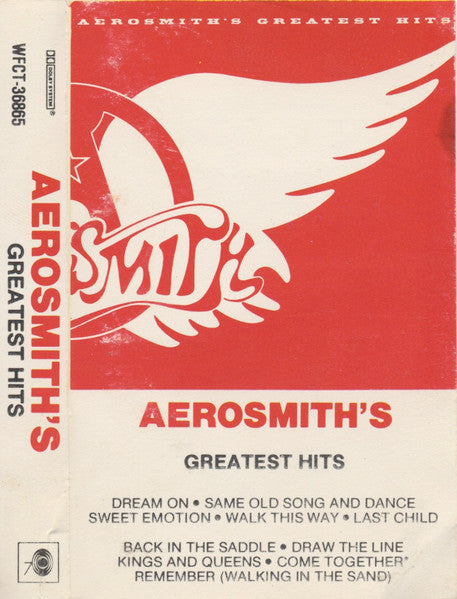 DOLBY SYSTEM®
WFCT-36865
AEROSMITH'S
GREATEST HITS
AEROSMITH'S GREATEST HITS
AEROSMITH'S
GREATEST HITS
DREAM ON • SAME OLD SONG AND DANCE
SWEET EMOTION • WALK THIS WAY • LAST CHILD
BACK IN THE SADDLE • DRAW THE LINE
KINGS AND QUEENS • COME TOGETHER*
REMEMBER (WALKING IN THE SAND)